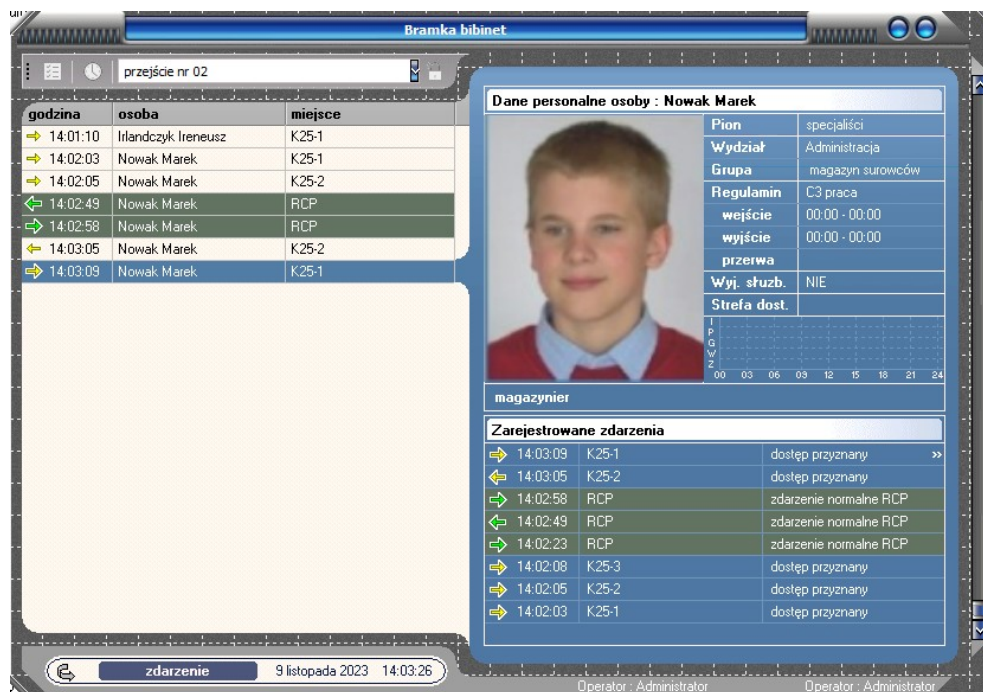 Bramka bibinet
przejście nr 02
godzina osoba miejsce
14:01:10 Irlandczyk Ireneusz K25-1
14:02:03 Nowak Marek K25-1
14:02:05 Nowak Marek K25-2
14:02:49 Nowak Marek RCP
14:02:58 Nowak Marek RCP
14:03:05 Nowak Marek K25-2
14:03:09 Nowak Marek K25-1
Dane personalne osoby : Nowak Marek
Pion specjaliści
Wydział Administracja
Grupa magazyn surowców
Regulamin C3 praca
wejście 00:00 - 00:00
wyjście 00:00 - 00:00
przerwa
Wyj. służb. NIE
Strefa dost.
I
P
G
W
Z
00 03 06 09 12 15 18 21 24
magazynier
Zarejestrowane zdarzenia
14:03:09 K25-1 dostęp przyznany »
14:03:05 K25-2 dostęp przyznany
14:02:58 RCP zdarzenie normalne RCP
14:02:49 RCP zdarzenie normalne RCP
14:02:23 RCP zdarzenie normalne RCP
14:02:08 K25-3 dostęp przyznany
14:02:05 K25-2 dostęp przyznany
14:02:03 K25-1 dostęp przyznany
zdarzenie 9 listopada 2023 14:03:26
Operator : Administrator Operator : Administrator